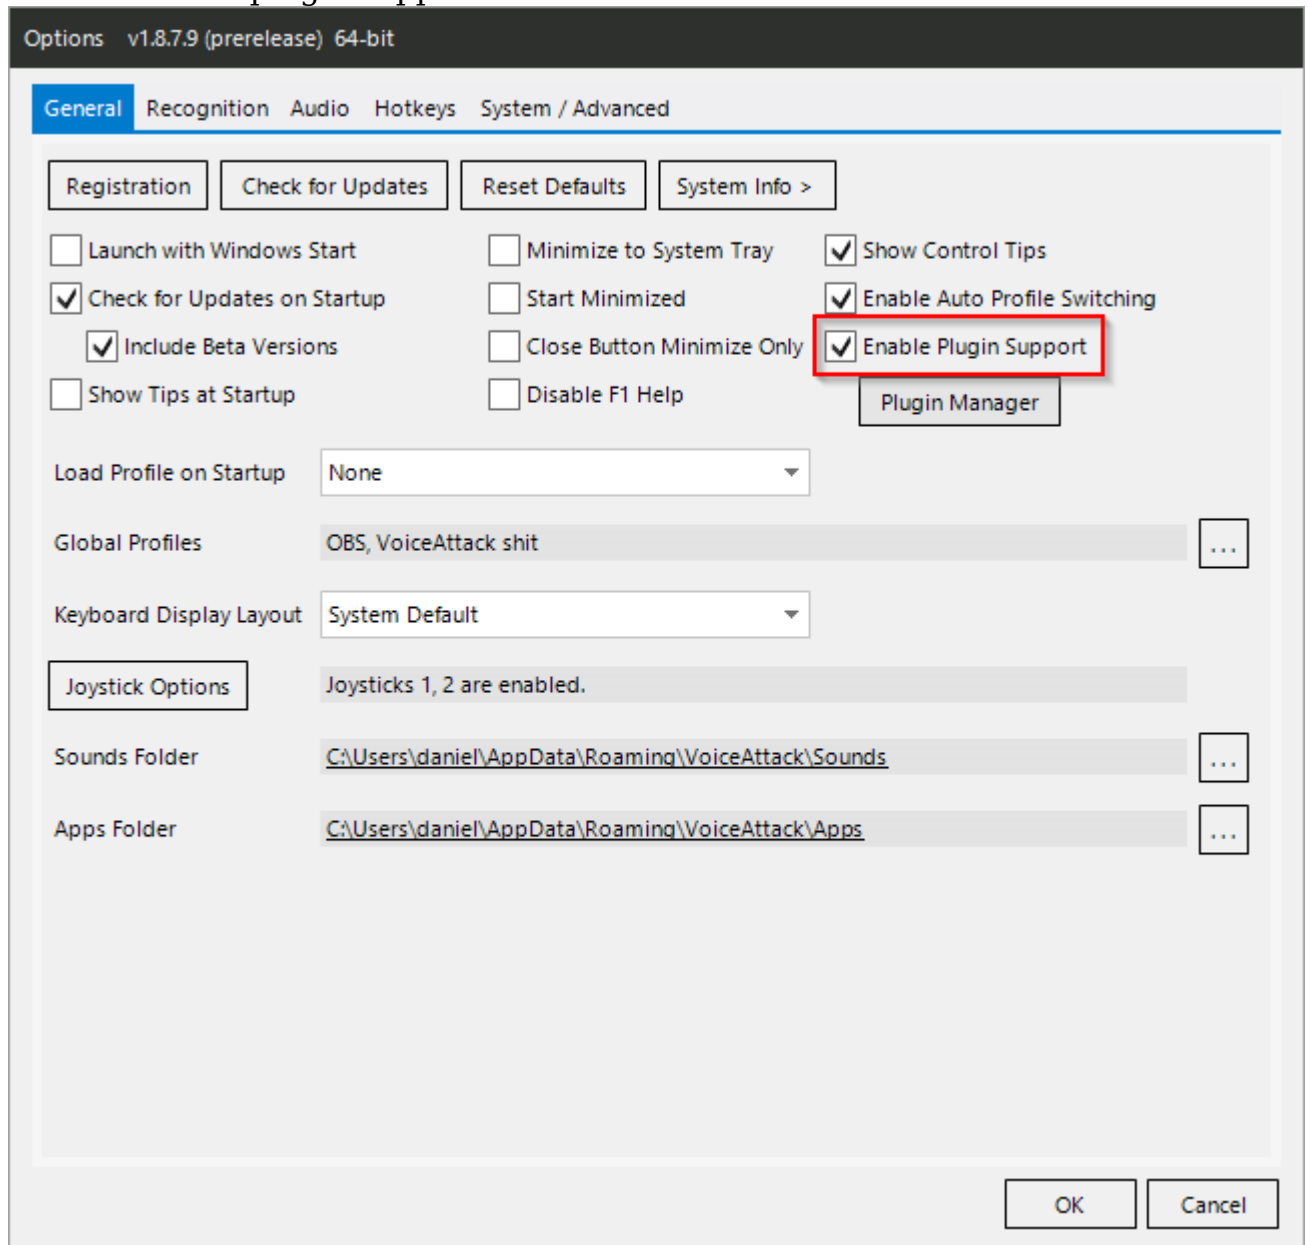 Options v1.8.7.9 (prerelease) 64-bit
General Recognition Audio Hotkeys System / Advanced
Registration Check for Updates Reset Defaults System Info >
Launch with Windows Start Minimize to System Tray Show Control Tips
Check for Updates on Startup Start Minimized Enable Auto Profile Switching
Include Beta Versions Close Button Minimize Only Enable Plugin Support
Show Tips at Startup Disable F1 Help Plugin Manager
Load Profile on Startup None
Global Profiles OBS, VoiceAttack shit ...
Keyboard Display Layout System Default
Joystick Options Joysticks 1, 2 are enabled.
Sounds Folder C:\Users\daniel\AppData\Roaming\VoiceAttack\Sounds ...
Apps Folder C:\Users\daniel\AppData\Roaming\VoiceAttack\Apps ...
OK Cancel